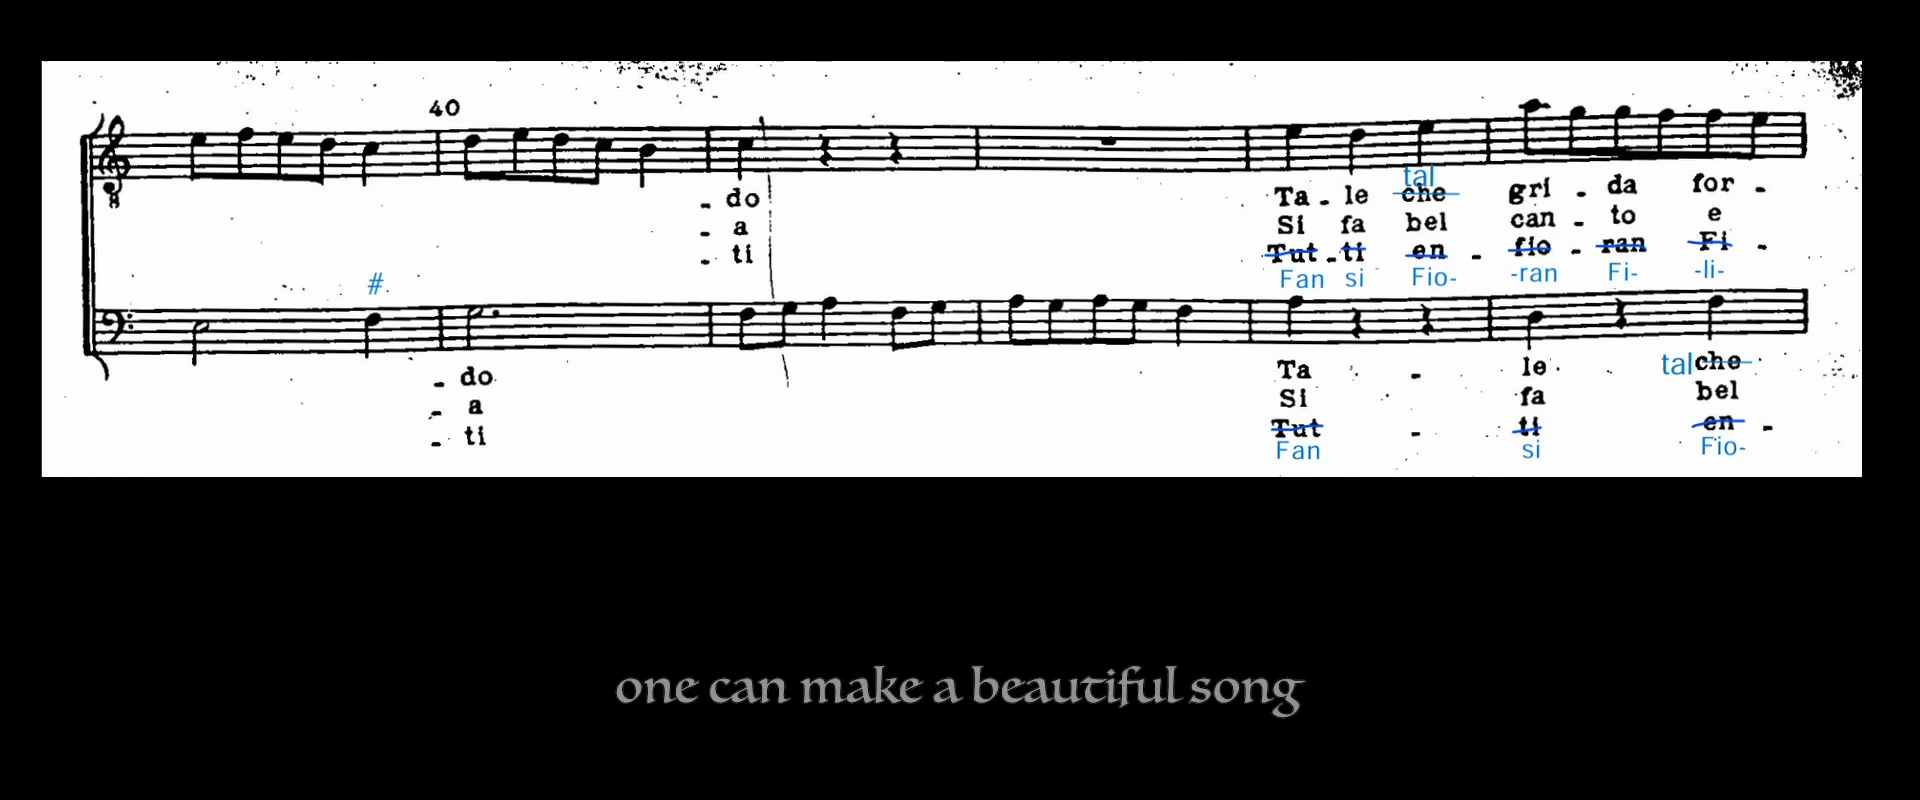 40
8
- do Ta - le tal
che gri - da for -
- a Si fa bel can - to e
- ti Tut - ti en - fio - ran Fi -
# Fan si Fio- -ran Fi- -li-
- do Ta - le tal che
- a Si fa bel
- ti Tut - ti en -
Fan si Fio-
one can make a beautiful song